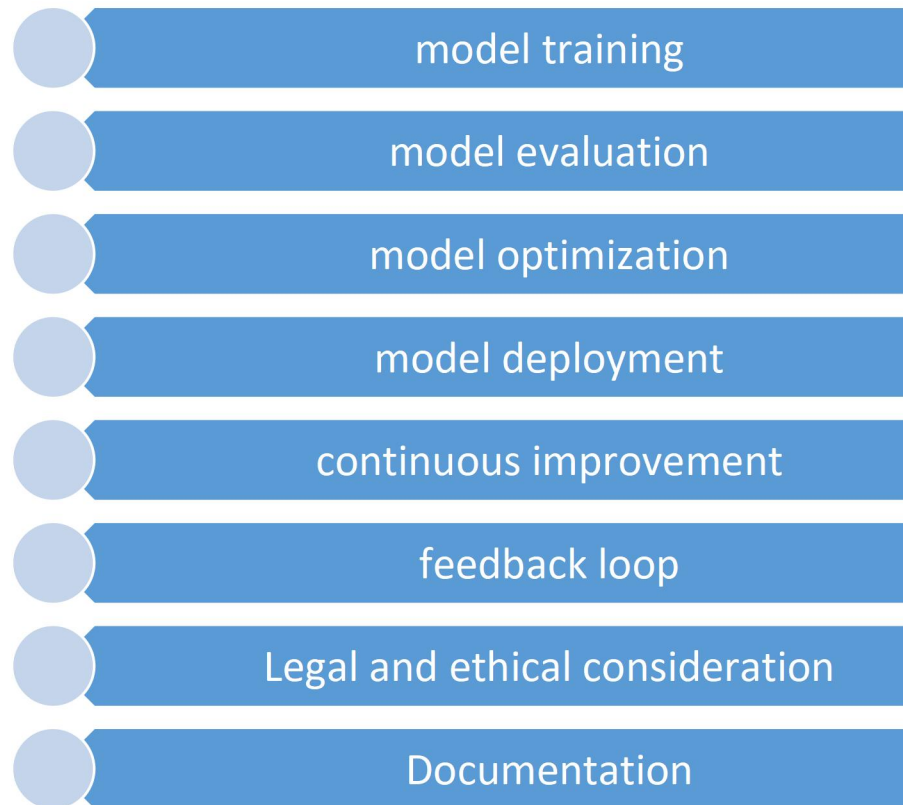 model training
model evaluation
model optimization
model deployment
continuous improvement
feedback loop
Legal and ethical consideration
Documentation